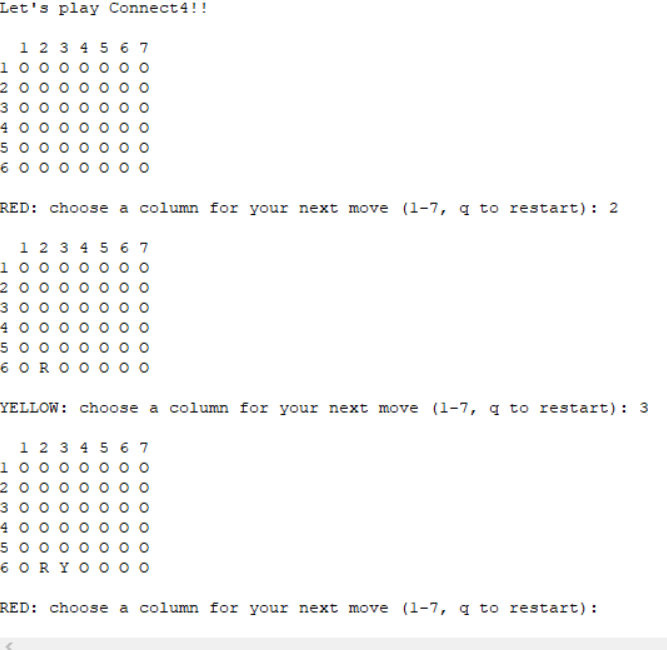 Let's play Connect4!!
1 2 3 4 5 6 7
1 O O O O O O O
2 O O O O O O O
3 O O O O O O O
4 O O O O O O O
5 O O O O O O O
6 O O O O O O O
RED: choose a column for your next move (1-7, q to restart): 2
1 2 3 4 5 6 7
1 O O O O O O O
2 O O O O O O O
3 O O O O O O O
4 O O O O O O O
5 O O O O O O O
6 O R O O O O O
YELLOW: choose a column for your next move (1-7, q to restart): 3
1 2 3 4 5 6 7
1 O O O O O O O
2 O O O O O O O
3 O O O O O O O
4 O O O O O O O
5 O O O O O O O
6 O R Y O O O O
RED: choose a column for your next move (1-7, q to restart):